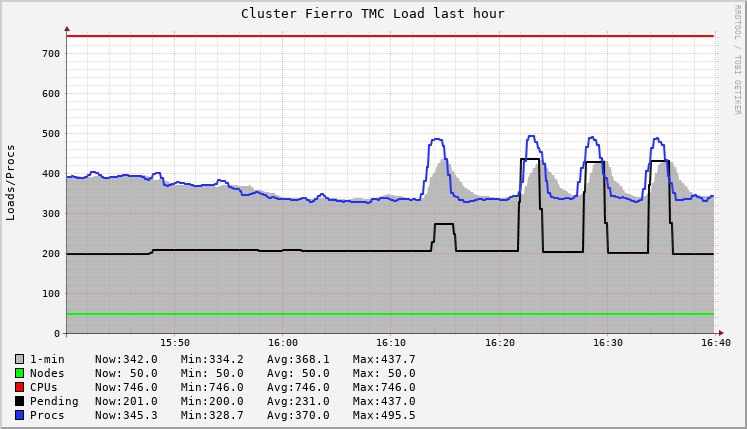 Cluster Fierro TMC Load last hour
RRDTOOL / TOBI OETIKER
Loads/Procs
700
600
500
400
300
200
100
0
15:50 16:00 16:10 16:20 16:30 16:40
1-min Now:342.0 Min:334.2 Avg:368.1 Max:437.7
Nodes Now: 50.0 Min: 50.0 Avg: 50.0 Max: 50.0
CPUs Now:746.0 Min:746.0 Avg:746.0 Max:746.0
Pending Now:201.0 Min:200.0 Avg:231.0 Max:437.0
Procs Now:345.3 Min:328.7 Avg:370.0 Max:495.5